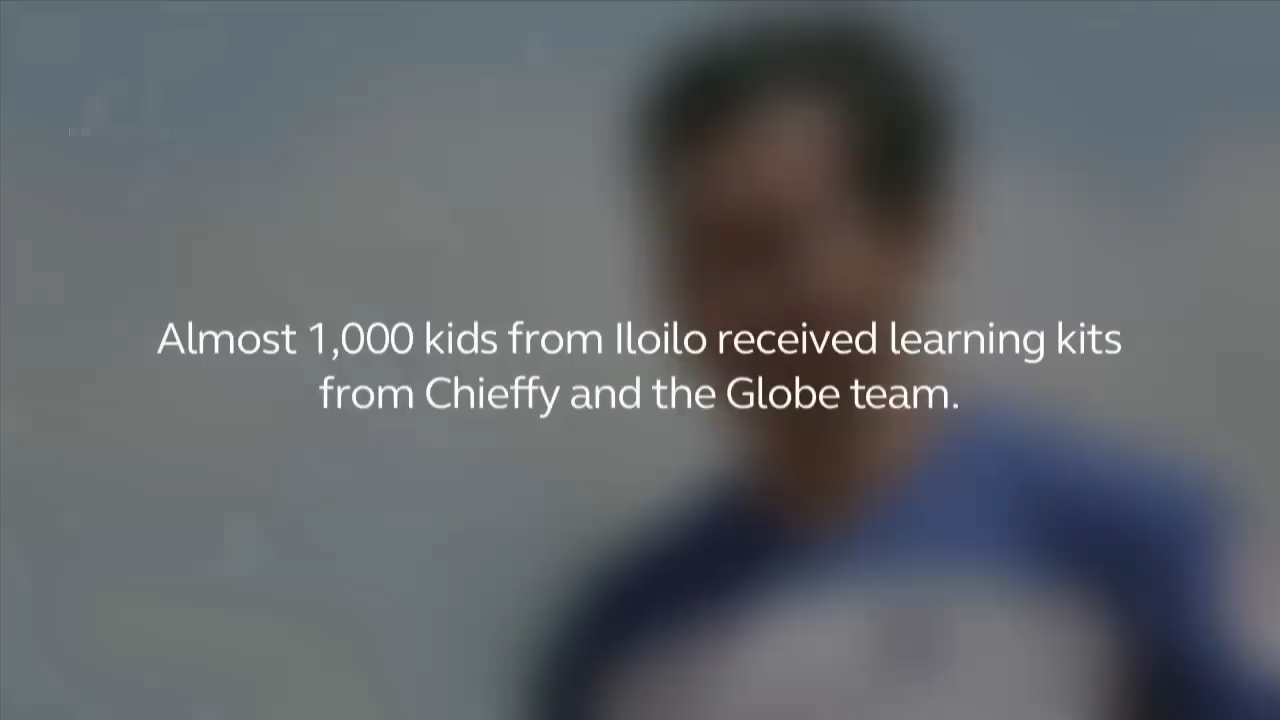 Almost 1,000 kids from Iloilo received learning kits
from Chieffy and the Globe team.